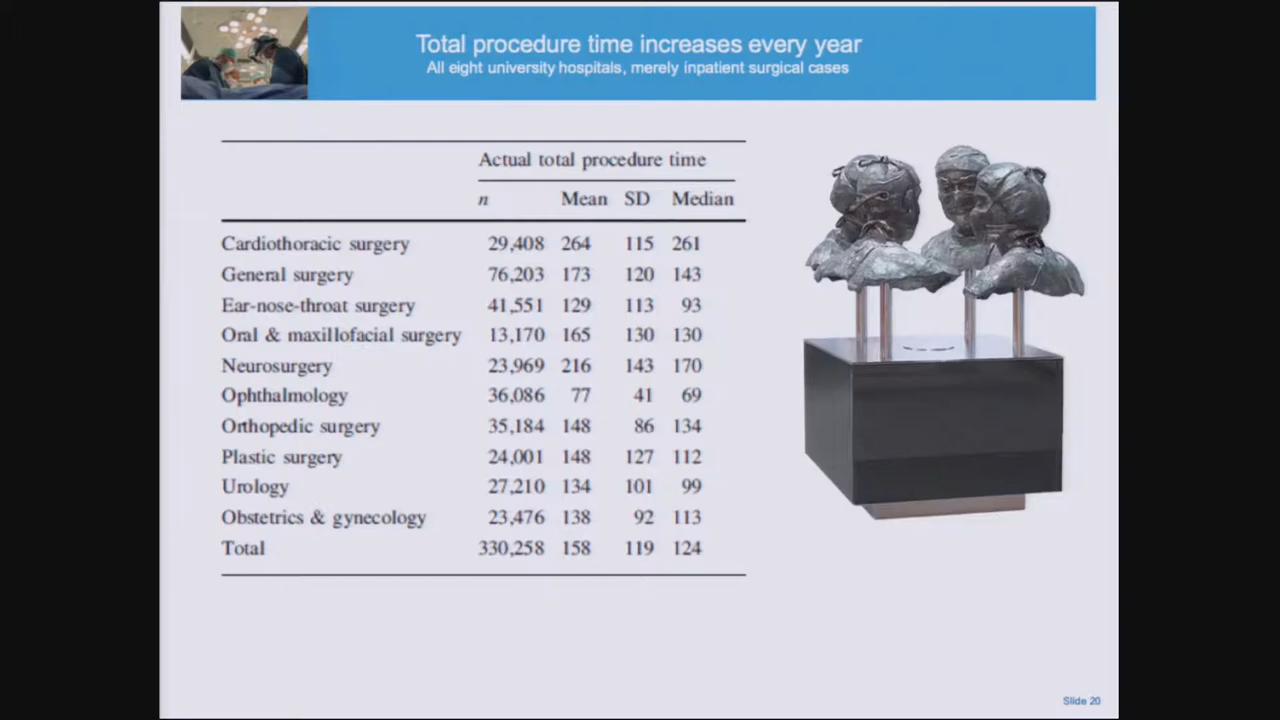 Total procedure time increases every year
All eight university hospitals, merely inpatient surgical cases
Actual total procedure time
n Mean SD Median
Cardiothoracic surgery 29,408 264 115 261
General surgery 76,203 173 120 143
Ear-nose-throat surgery 41,551 129 113 93
Oral & maxillofacial surgery 13,170 165 130 130
Neurosurgery 23,969 216 143 170
Ophthalmology 36,086 77 41 69
Orthopedic surgery 35,184 148 86 134
Plastic surgery 24,001 148 127 112
Urology 27,210 134 101 99
Obstetrics & gynecology 23,476 138 92 113
Total 330,258 158 119 124
Slide 20